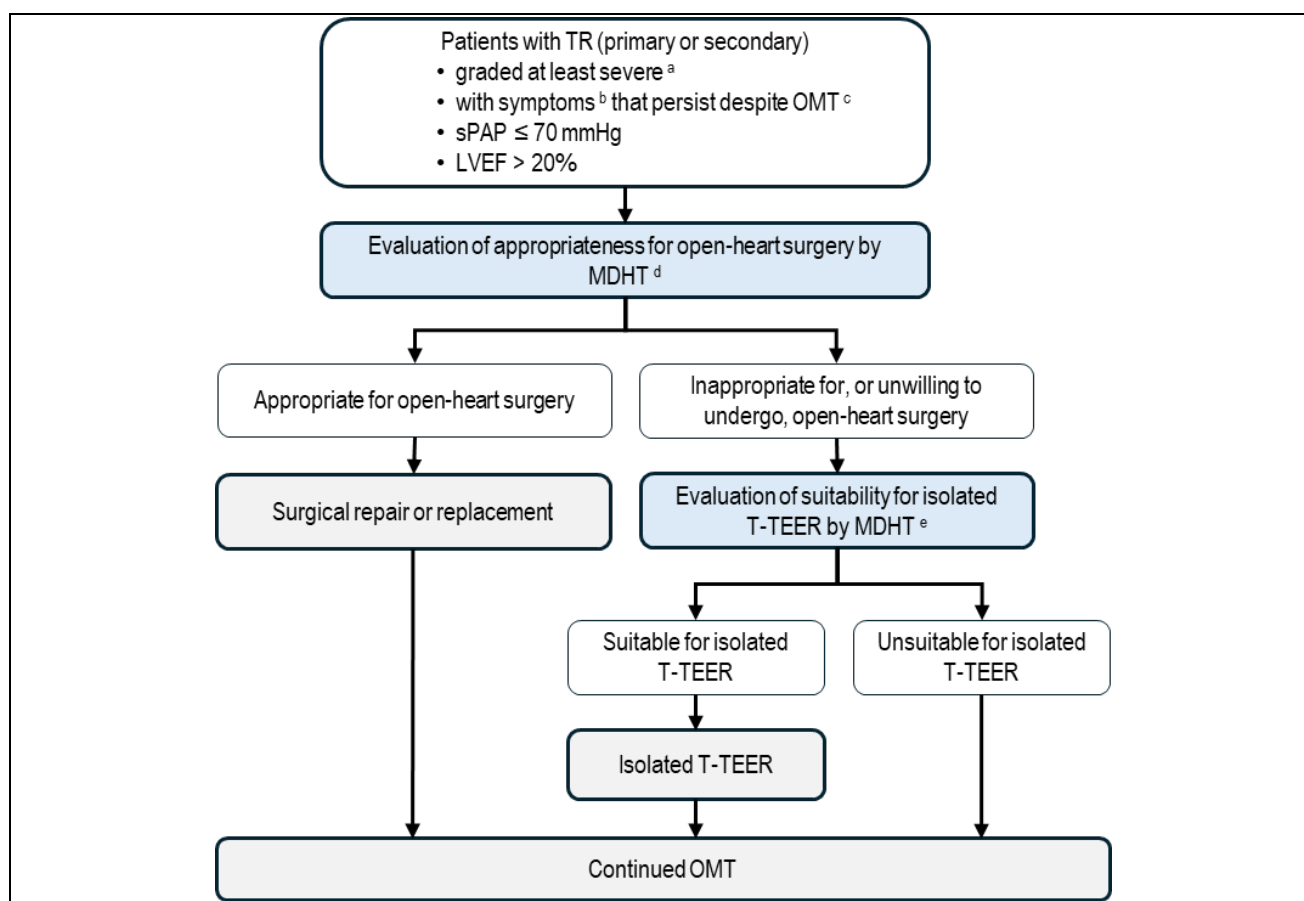 Patients with TR (primary or secondary)
• graded at least severe a
• with symptoms b that persist despite OMT c
• sPAP ≤ 70 mmHg
• LVEF > 20%
Evaluation of appropriateness for open-heart surgery by
MDHT d
Appropriate for open-heart surgery
Inappropriate for, or unwilling to
undergo, open-heart surgery
Surgical repair or replacement
Evaluation of suitability for isolated
T-TEER by MDHT e
Suitable for isolated
T-TEER
Unsuitable for isolated
T-TEER
Isolated T-TEER
Continued OMT